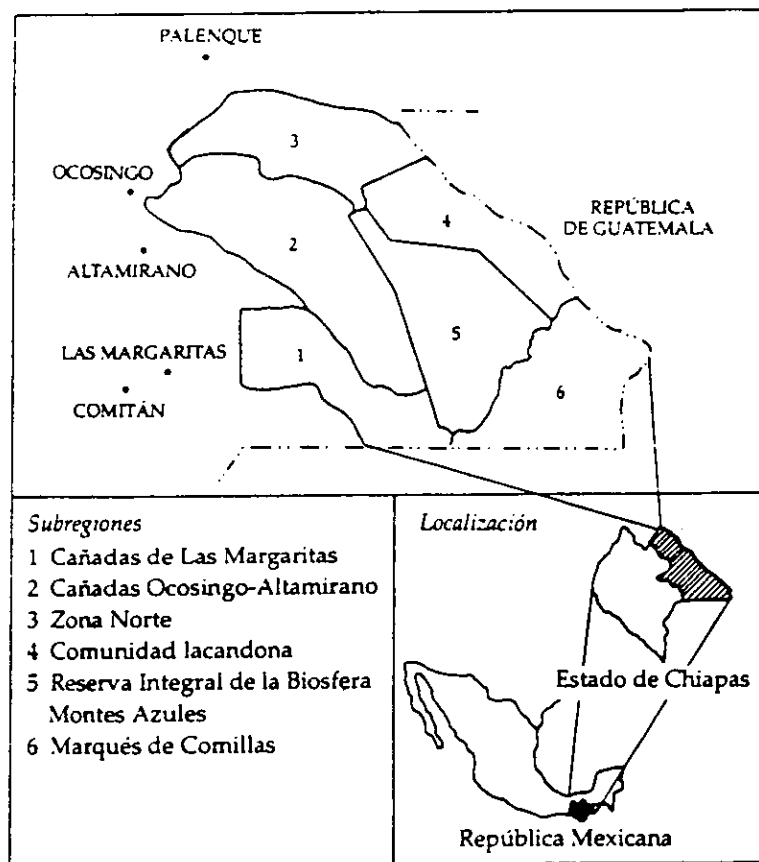 PALENQUE
3
OCOSINGO
4
REPÚBLICA
DE GUATEMALA
2
ALTAMIRANO
LAS MARGARITAS
1
5
COMITÁN
6
Subregiones
1 Cañadas de Las Margaritas
2 Cañadas Ocosingo-Altamirano
3 Zona Norte
4 Comunidad lacandona
5 Reserva Integral de la Biosfera
Montes Azules
6 Marqués de Comillas
Localización
Estado de Chiapas
República Mexicana